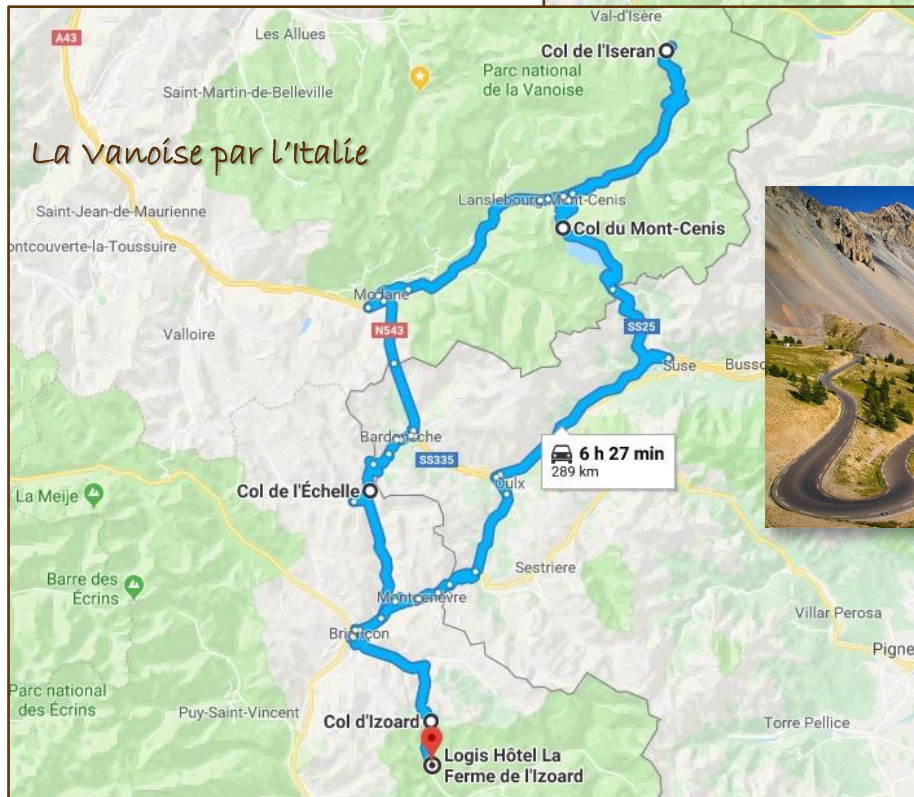 Val-d'Isère
A43
Les Allues
Col de l'Iseran
Parc national
de la Vanoise
Saint-Martin-de-Belleville
La Vanoise par l'Italie
Lanslebourg-Mont-Cenis
Saint-Jean-de-Maurienne
Col du Mont-Cenis
ontcouverte-la-Toussuire
Modane
N543
SS25
Valloire
Suse
Busso
Bardonèche
SS335
6 h 27 min
289 km
Oulx
Col de l'Échelle
La Meije
Sestriere
Barre des
Écrins
Montgenèvre
Villar Perosa
Briançon
Pigne
Parc national
des Écrins
Puy-Saint-Vincent
Col d'Izoard
Torre Pellice
Logis Hôtel La
Ferme de l'Izoard